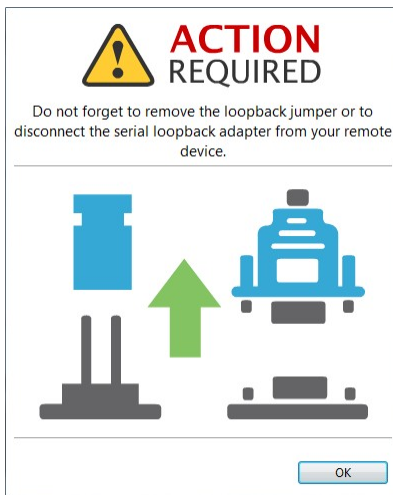 ACTION
REQUIRED
Do not forget to remove the loopback jumper or to
disconnect the serial loopback adapter from your remote
device.
OK